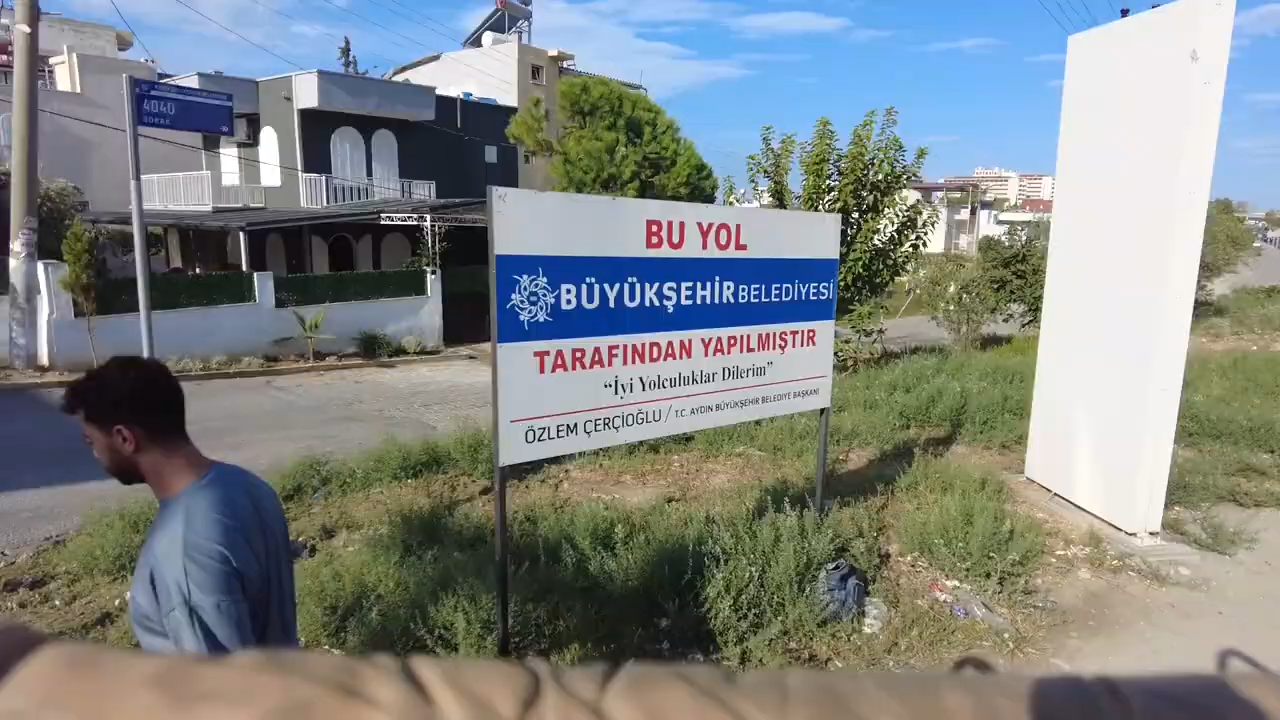 4040
SOKAK
BU YOL
BÜYÜKŞEHİR BELEDİYESİ
TARAFINDAN YAPILMIŞTIR
“İyi Yolculuklar Dilerim”
ÖZLEM ÇERÇİOĞLU / T.C. AYDIN BÜYÜKŞEHİR BELEDİYE BAŞKANI